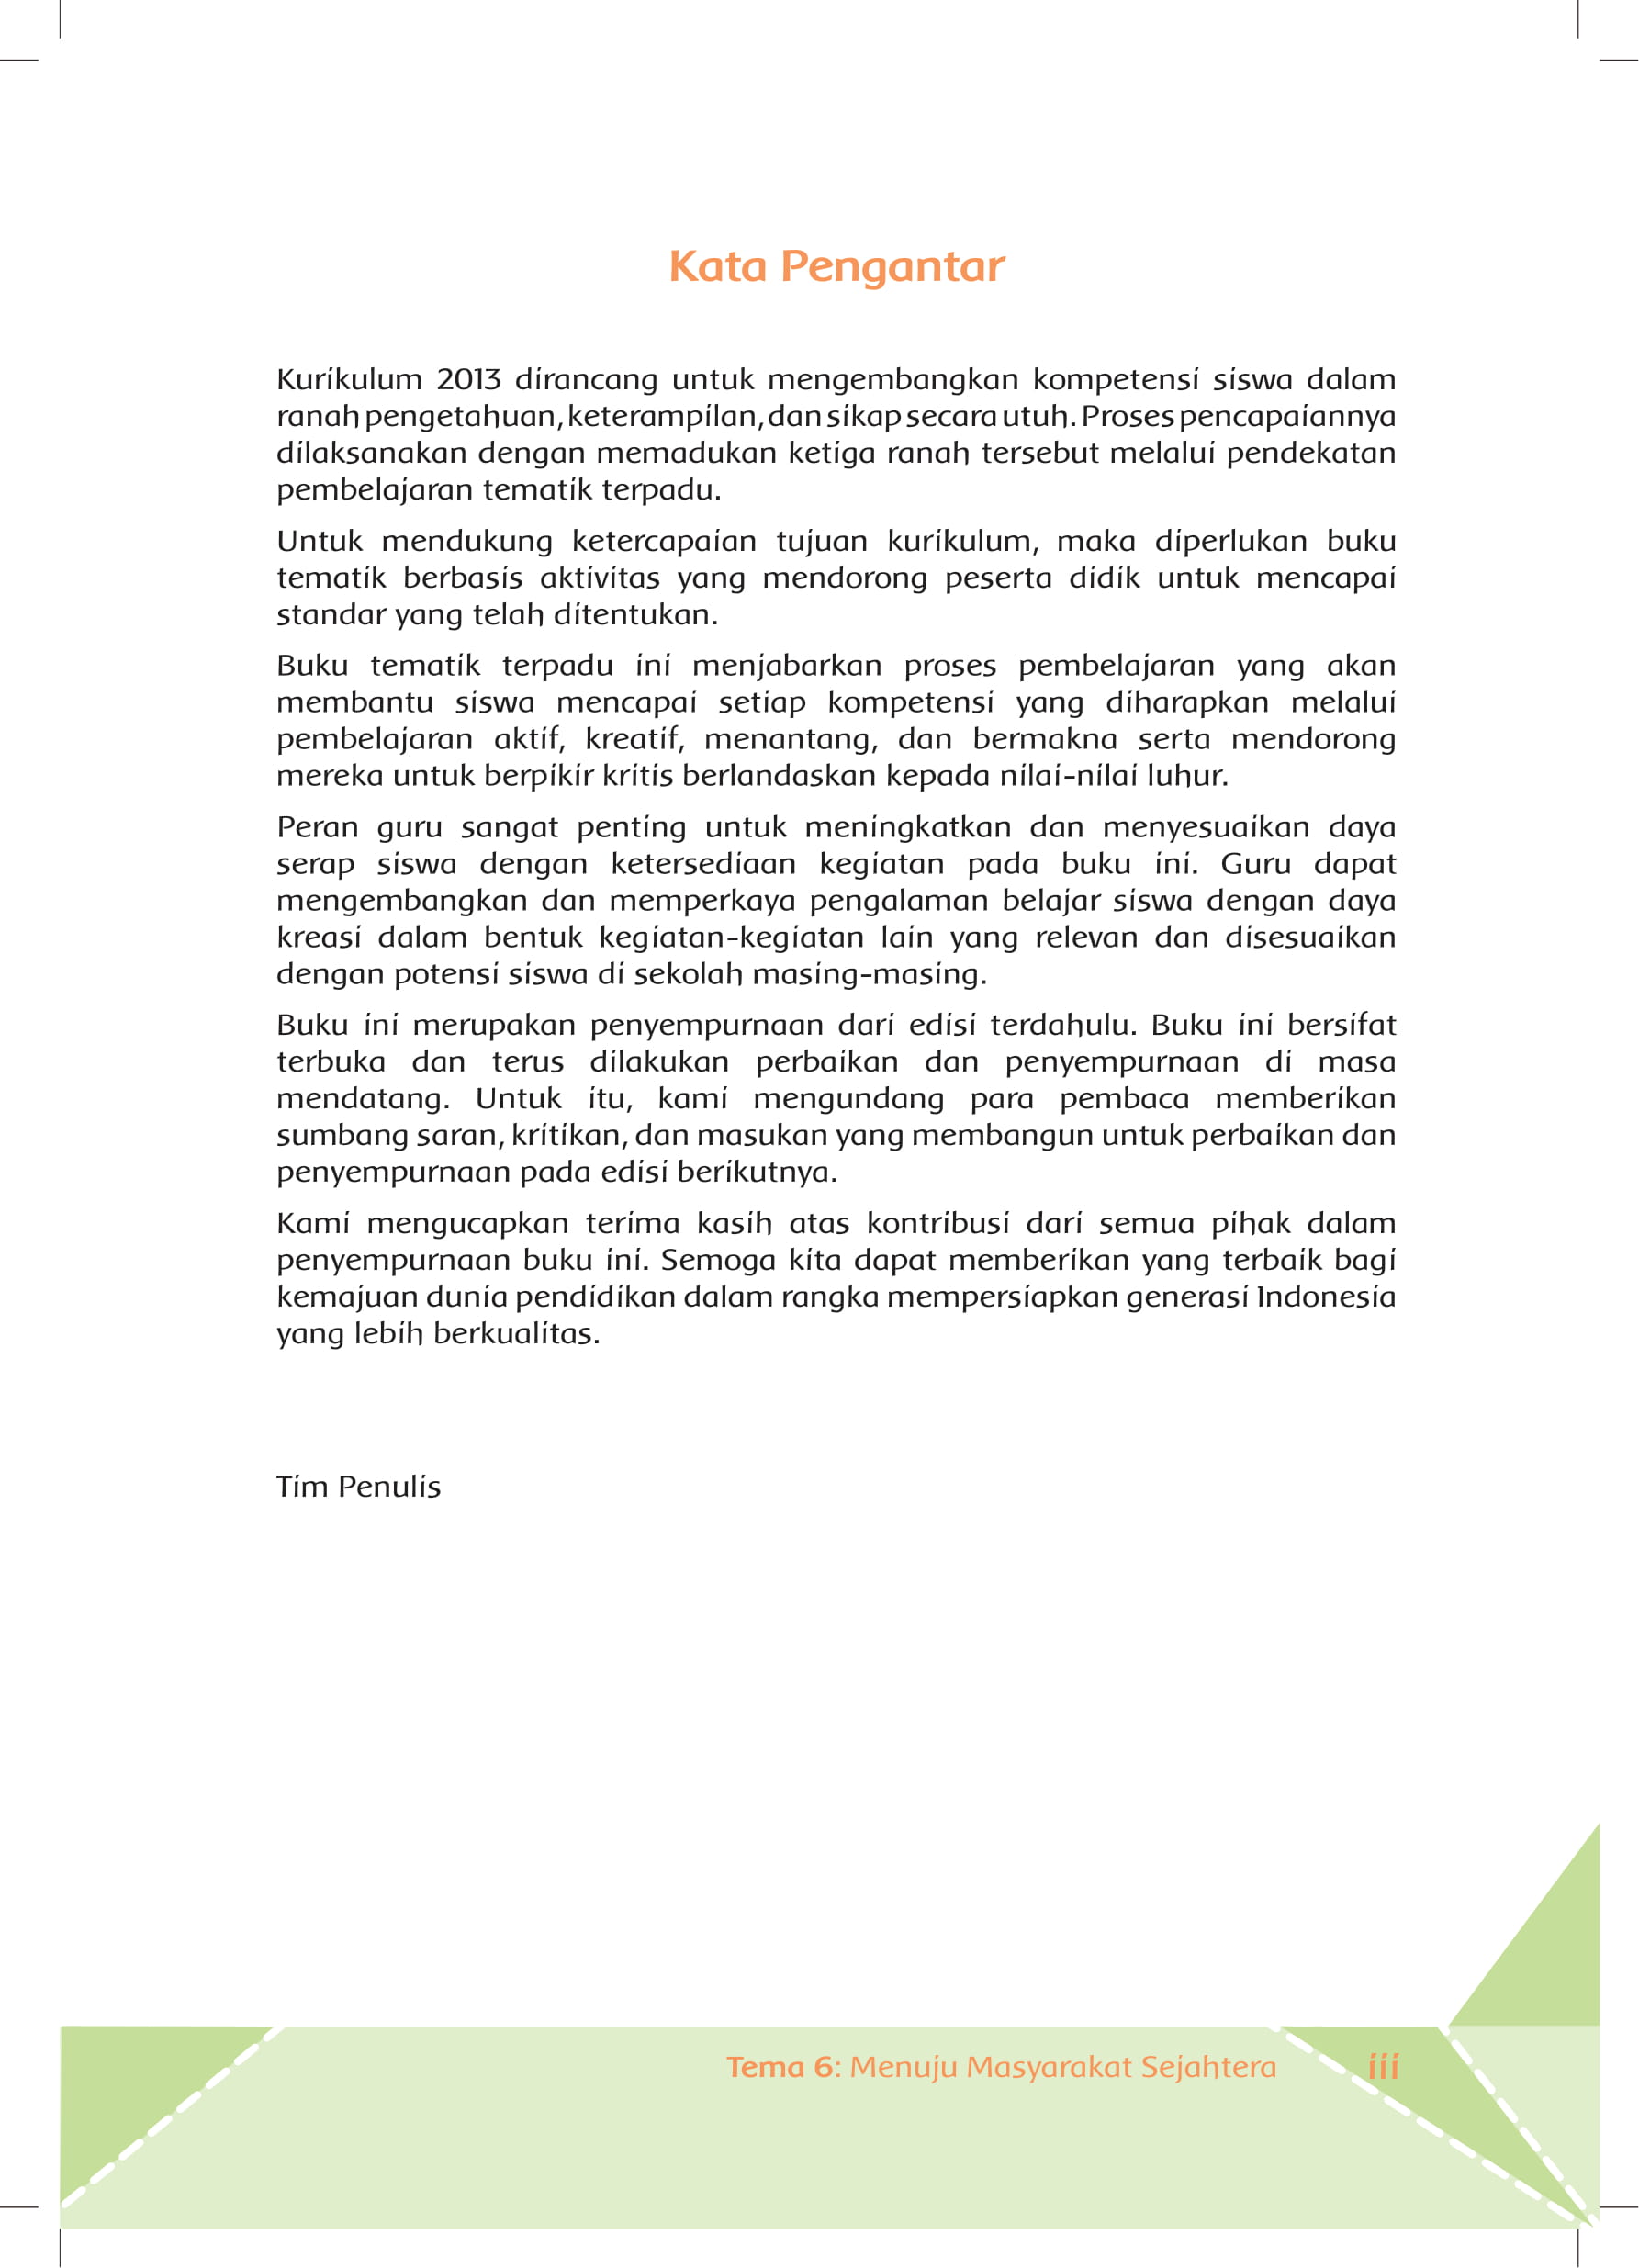 Kata Pengantar
Kurikulum 2013 dirancang untuk mengembangkan kompetensi siswa dalam
ranah pengetahuan, keterampilan, dan sikap secara utuh. Proses pencapaiannya
dilaksanakan dengan memadukan ketiga ranah tersebut melalui pendekatan
pembelajaran tematik terpadu.
Untuk mendukung ketercapaian tujuan kurikulum, maka diperlukan buku
tematik berbasis aktivitas yang mendorong peserta didik untuk mencapai
standar yang telah ditentukan.
Buku tematik terpadu ini menjabarkan proses pembelajaran yang akan
membantu siswa mencapai setiap kompetensi yang diharapkan melalui
pembelajaran aktif, kreatif, menantang, dan bermakna serta mendorong
mereka untuk berpikir kritis berlandaskan kepada nilai-nilai luhur.
Peran guru sangat penting untuk meningkatkan dan menyesuaikan daya
serap siswa dengan ketersediaan kegiatan pada buku ini. Guru dapat
mengembangkan dan memperkaya pengalaman belajar siswa dengan daya
kreasi dalam bentuk kegiatan-kegiatan lain yang relevan dan disesuaikan
dengan potensi siswa di sekolah masing-masing.
Buku ini merupakan penyempurnaan dari edisi terdahulu. Buku ini bersifat
terbuka dan terus dilakukan perbaikan dan penyempurnaan di masa
mendatang. Untuk itu, kami mengundang para pembaca memberikan
sumbang saran, kritikan, dan masukan yang membangun untuk perbaikan dan
penyempurnaan pada edisi berikutnya.
Kami mengucapkan terima kasih atas kontribusi dari semua pihak dalam
penyempurnaan buku ini. Semoga kita dapat memberikan yang terbaik bagi
kemajuan dunia pendidikan dalam rangka mempersiapkan generasi Indonesia
yang lebih berkualitas.
Tim Penulis
Tema 6: Menuju Masyarakat Sejahtera iii